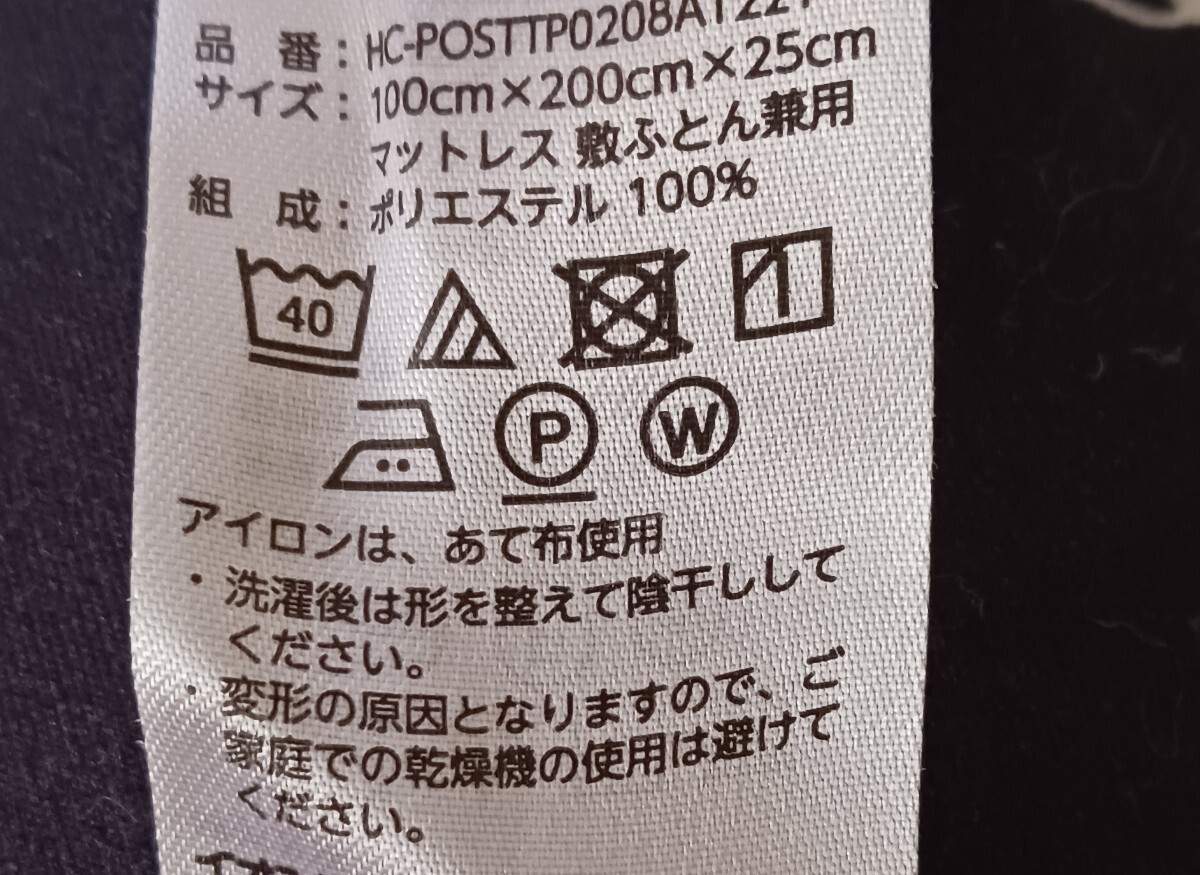 品 番：HC-POSTTP0208A1221
サイズ：100cm×200cm×25cm
マットレス 敷ふとん兼用
組 成：ポリエステル 100%
40
P W
アイロンは、あて布使用
・洗濯後は形を整えて陰干しして
ください。
・変形の原因となりますので、ご
家庭での乾燥機の使用は避けて
ください。